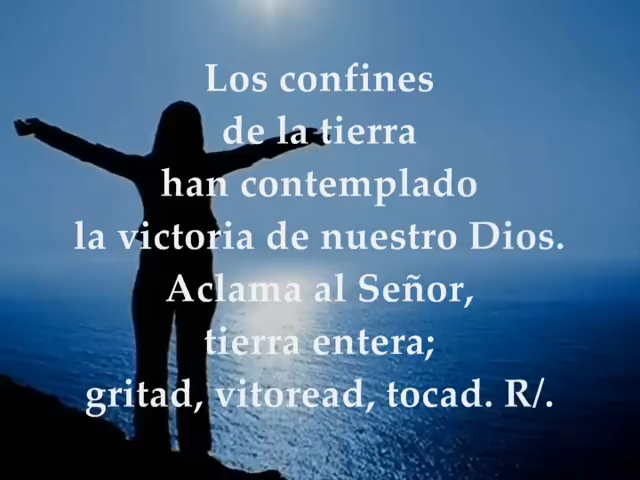 Los confines
de la tierra
han contemplado
la victoria de nuestro Dios.
Aclama al Señor,
tierra entera;
gritad, vitoread, tocad. R/.